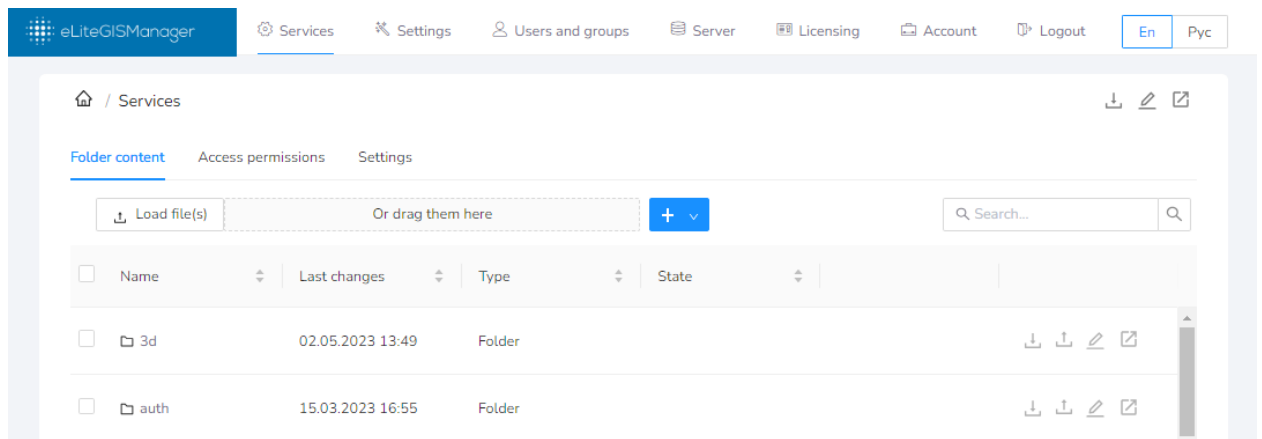 eLiteGISManager Services Settings Users and groups Server Licensing Account Logout En Рус
/ Services
Folder content Access permissions Settings
Load file(s) Or drag them here + Search...
Name Last changes Type State
3d 02.05.2023 13:49 Folder
auth 15.03.2023 16:55 Folder